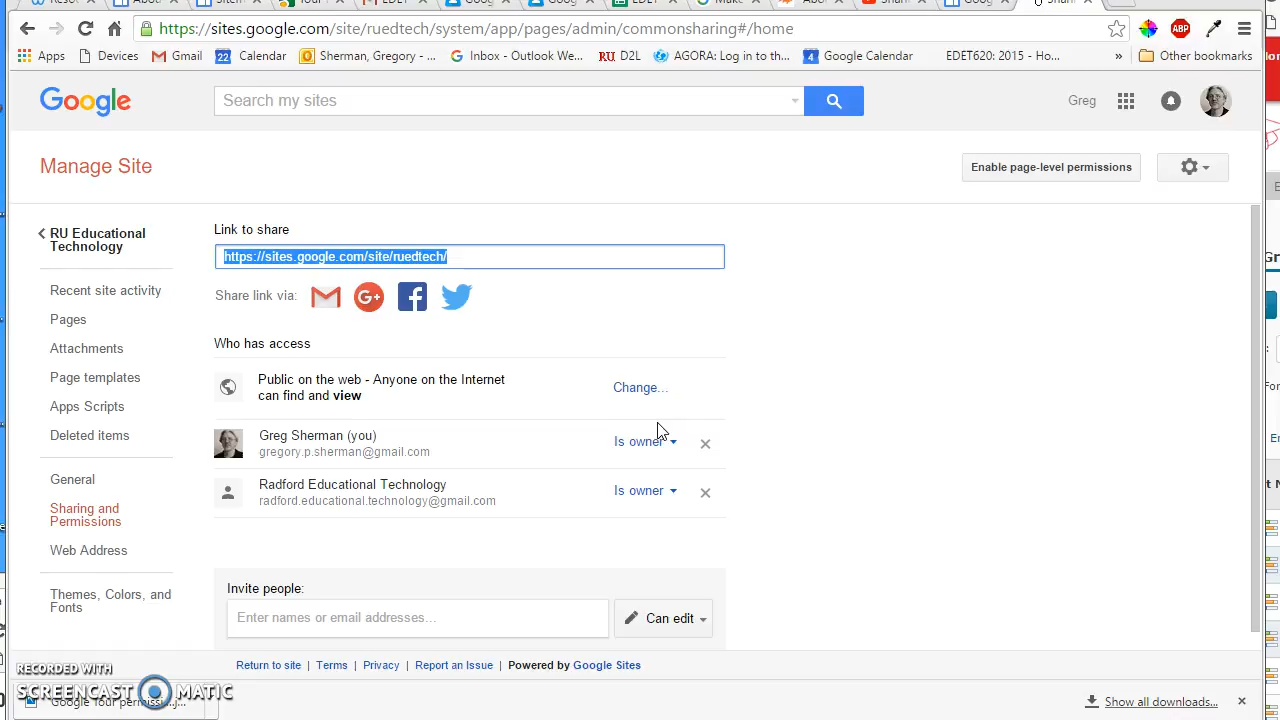 https://sites.google.com/site/ruedtech/system/app/pages/admin/commonsharing#/home
Apps Devices Gmail 22 Calendar Sherman, Gregory - ... Inbox - Outlook We... RU D2L AGORA: Log in to th... 4 Google Calendar EDET620: 2015 - Ho... » Other bookmarks
Google Search my sites Greg
Manage Site Enable page-level permissions
RU Educational
Technology
Recent site activity
Pages
Attachments
Page templates
Apps Scripts
Deleted items
General
Sharing and
Permissions
Web Address
Themes, Colors, and
Fonts
Link to share
https://sites.google.com/site/ruedtech/
Share link via:
Who has access
Public on the web - Anyone on the Internet
can find and view
Change...
Greg Sherman (you)
gregory.p.sherman@gmail.com
Is owner
Radford Educational Technology
radford.educational.technology@gmail.com
Is owner
Invite people:
Enter names or email addresses... Can edit
Return to site | Terms | Privacy | Report an Issue | Powered by Google Sites
RECORDED WITH
SCREENCAST MATIC
Show all downloads...